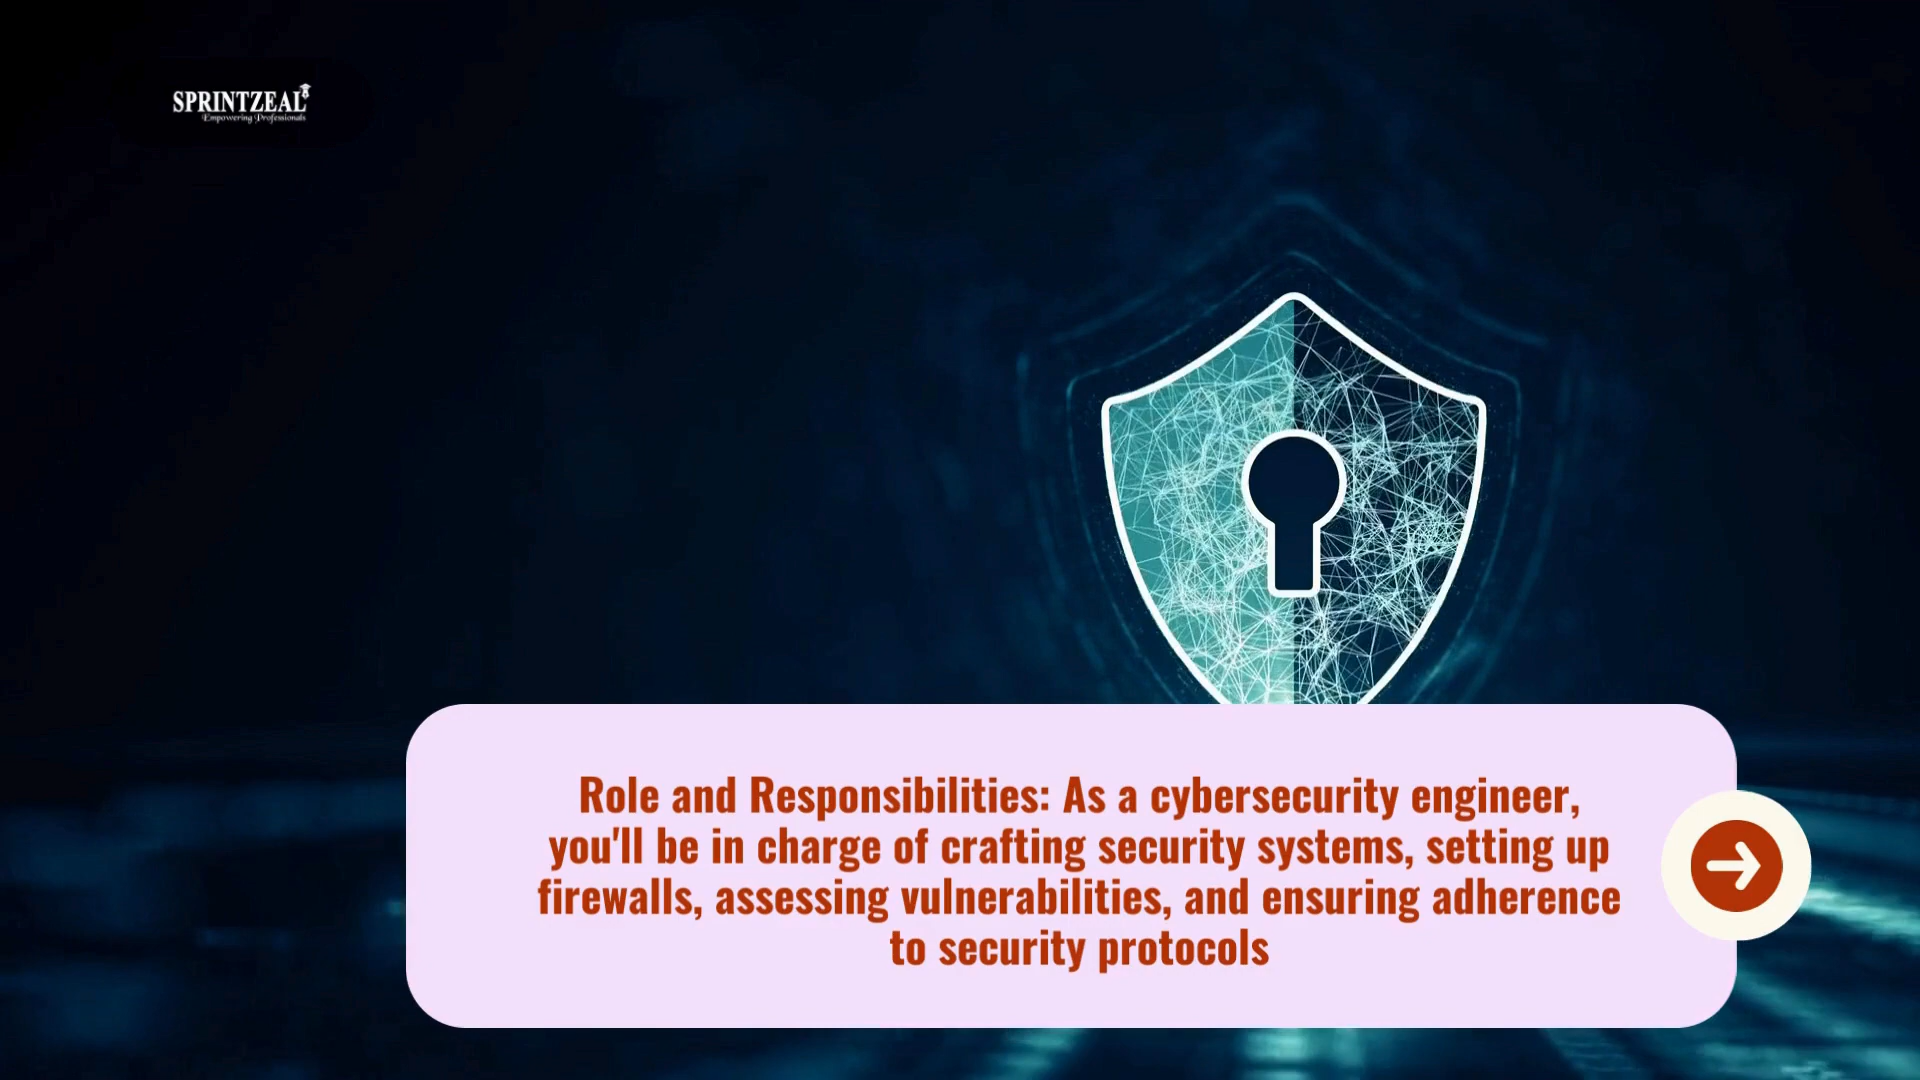 SPRINTZEAL
Empowering Professionals
Role and Responsibilities: As a cybersecurity engineer,
you'll be in charge of crafting security systems, setting up
firewalls, assessing vulnerabilities, and ensuring adherence
to security protocols